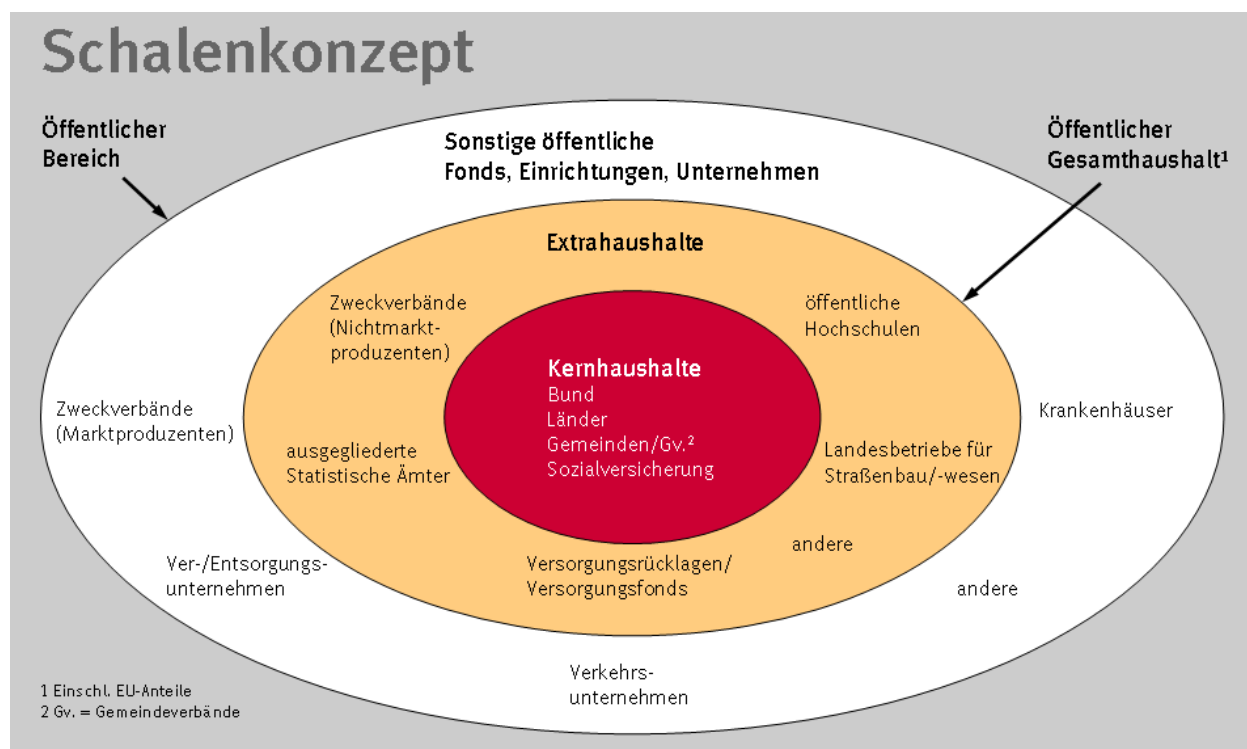 Schalenkonzept
Öffentlicher
Bereich
Sonstige öffentliche
Fonds, Einrichtungen, Unternehmen
Öffentlicher
Gesamthaushalt¹
Extrahaushalte
Zweckverbände
(Nichtmarkt-
produzenten)
öffentliche
Hochschulen
Kernhaushalte
Bund
Länder
Gemeinden/Gv.²
Sozialversicherung
Zweckverbände
(Marktproduzenten)
Krankenhäuser
ausgegliederte
Statistische Ämter
Landesbetriebe für
Straßenbau/-wesen
andere
Ver-/Entsorgungs-
unternehmen
Versorgungsrücklagen/
Versorgungsfonds
andere
Verkehrs-
unternehmen
1 Einschl. EU-Anteile
2 Gv. = Gemeindeverbände